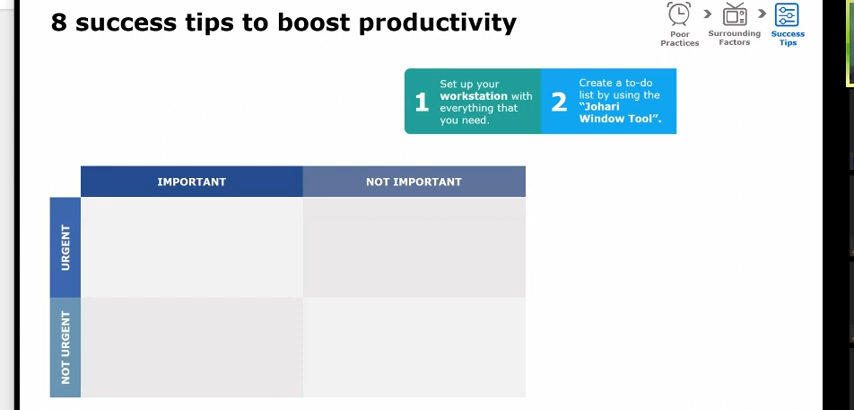 8 success tips to boost productivity
Poor
Practices
Surrounding
Factors
Success
Tips
1
Set up your
workstation with
everything that
you need.
2
Create a to-do
list by using the
“Johari
Window Tool”.
IMPORTANT
NOT IMPORTANT
URGENT
NOT URGENT